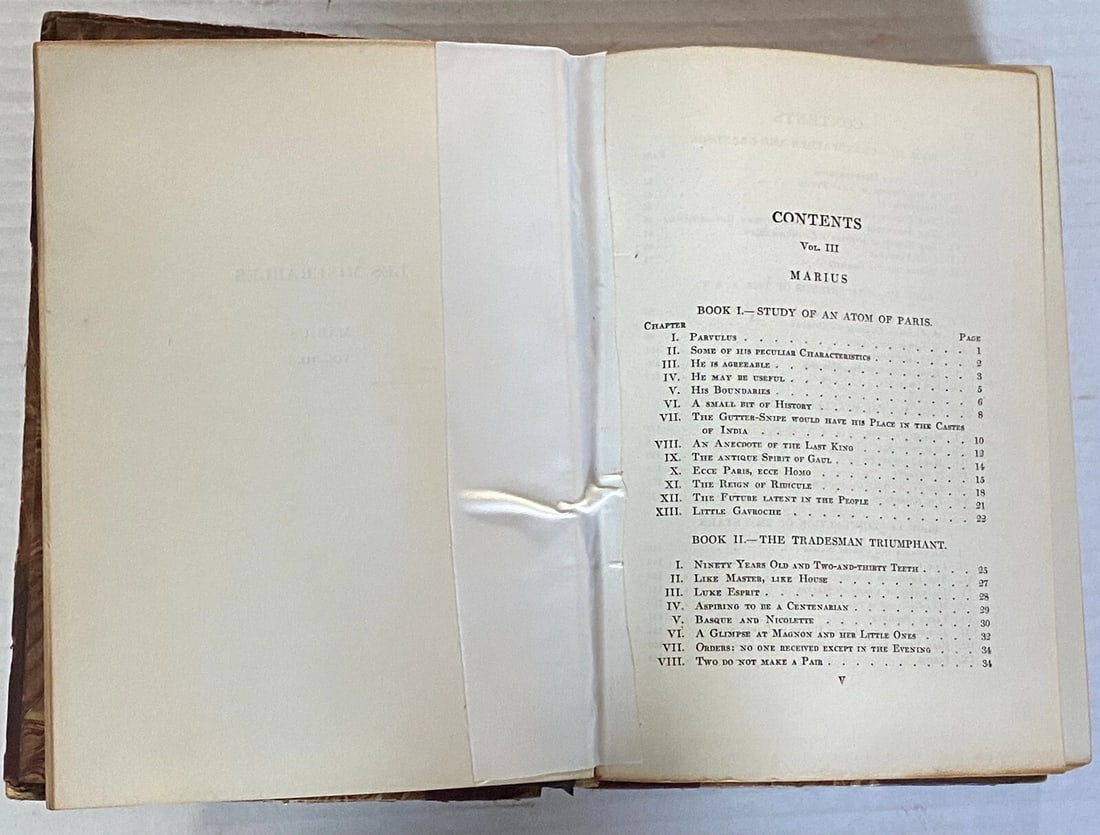 CONTENTS
Vol. III
MARIUS
BOOK I.—STUDY OF AN ATOM OF PARIS.
Chapter Page
I. Parvulus . . . . . . . . . . . . . . . . 1
II. Some of his peculiar Characteristics . . . . . . . 2
III. He is agreeable . . . . . . . . . . . . . . 3
IV. He may be useful . . . . . . . . . . . . . 5
V. His Boundaries . . . . . . . . . . . . . . 6
VI. A small bit of History . . . . . . . . . . . 8
VII. The Gutter-Snipe would have his Place in the Castes
of India . . . . . . . . . . . . . . . 10
VIII. An Anecdote of the Last King . . . . . . . . 12
IX. The antique Spirit of Gaul . . . . . . . . . . 14
X. Ecce Paris, ecce Homo . . . . . . . . . . . 15
XI. The Reign of Ridicule . . . . . . . . . . . 18
XII. The Future latent in the People . . . . . . . 21
XIII. Little Gavroche . . . . . . . . . . . . . 22
BOOK II.—THE TRADESMAN TRIUMPHANT.
I. Ninety Years Old and Two-and-thirty Teeth . . . . 25
II. Like Master, like House . . . . . . . . . . 27
III. Luke Esprit . . . . . . . . . . . . . . . 28
IV. Aspiring to be a Centenarian . . . . . . . . . 29
V. Basque and Nicolette . . . . . . . . . . . 30
VI. A Glimpse at Magnon and her Little Ones . . . . 32
VII. Orders: no one received except in the Evening . . . 34
VIII. Two do not make a Pair . . . . . . . . . . 34
V